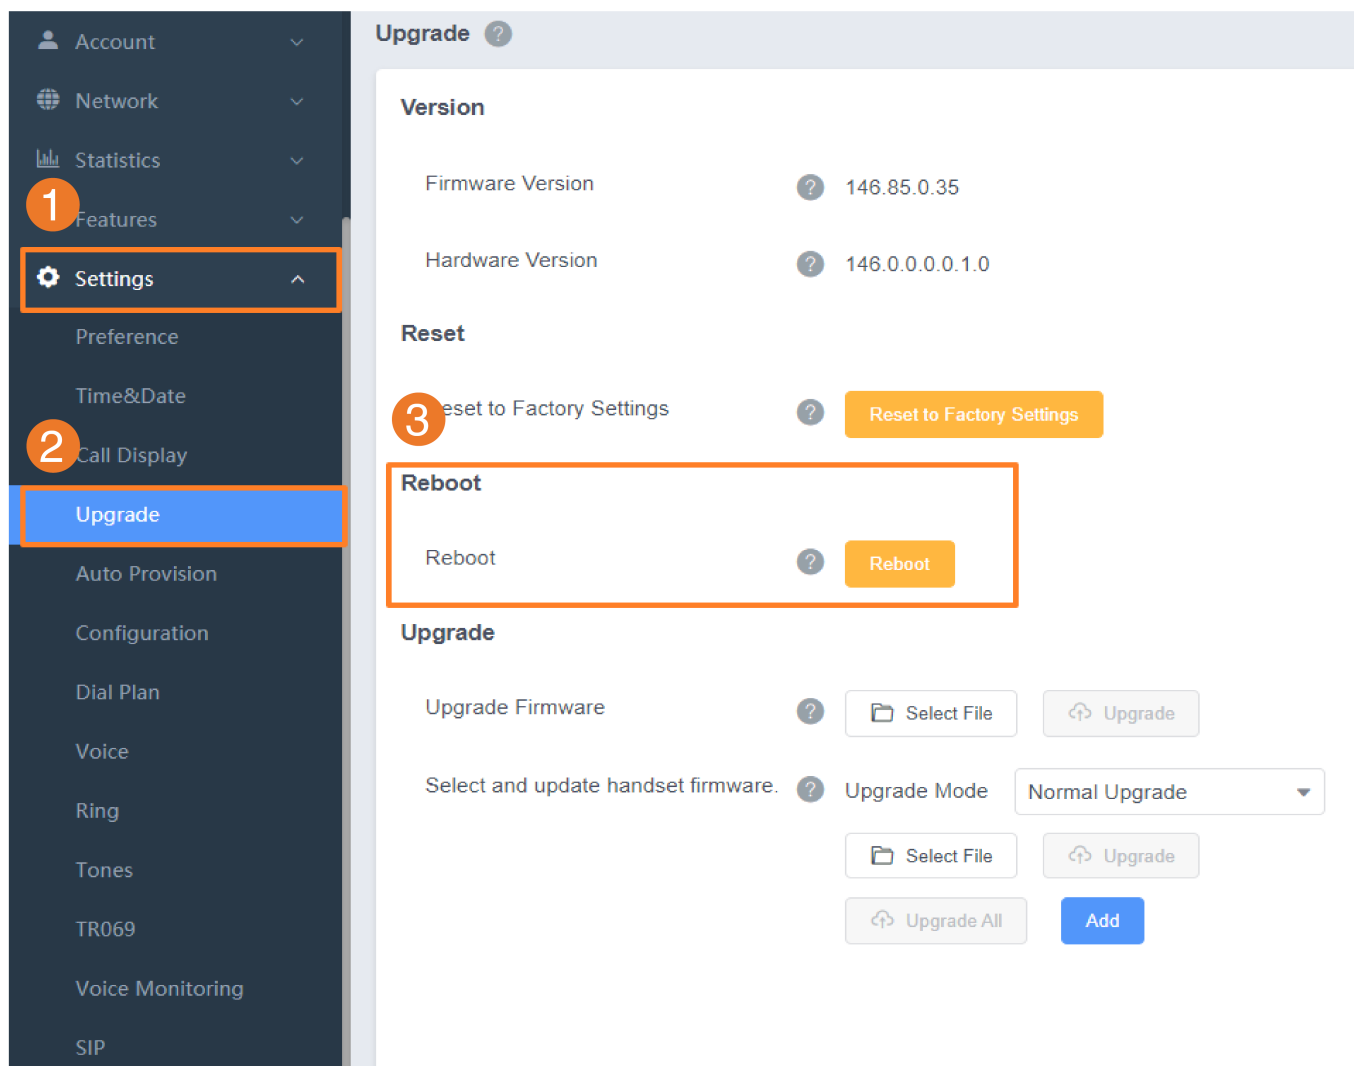 Account
Network
Statistics
1
Features
Settings
Preference
Time&Date
2
Call Display
Upgrade
Auto Provision
Configuration
Dial Plan
Voice
Ring
Tones
TR069
Voice Monitoring
SIP
Upgrade ?
Version
Firmware Version ? 146.85.0.35
Hardware Version ? 146.0.0.0.0.1.0
Reset
3
eset to Factory Settings ? Reset to Factory Settings
Reboot
Reboot ? Reboot
Upgrade
Upgrade Firmware ? Select File Upgrade
Select and update handset firmware. ? Upgrade Mode Normal Upgrade
Select File Upgrade
Upgrade All Add